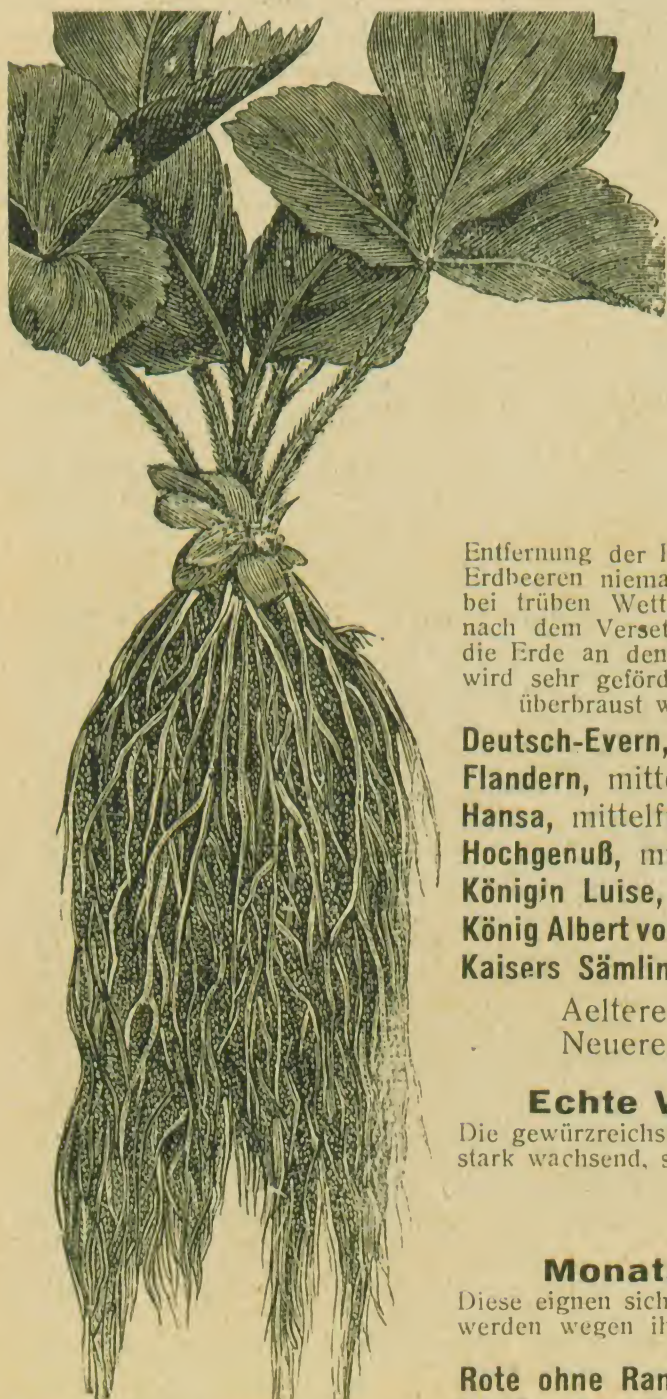 Entfernung der
Erdbeeren niema
bei trüben Wett
nach dem Verset
die Erde an den
wird sehr geförd
überbraust w
Deutsch-Evern,
Flandern, mitte
Hansa, mittelf
Hochgenuß, m
Königin Luise,
König Albert vo
Kaisers Sämlin
Aeltere
Neuere
Echte V
Die gewürzreichs
stark wachsend, s
Monat
Diese eignen sich
werden wegen ih
Rote ohne Ran